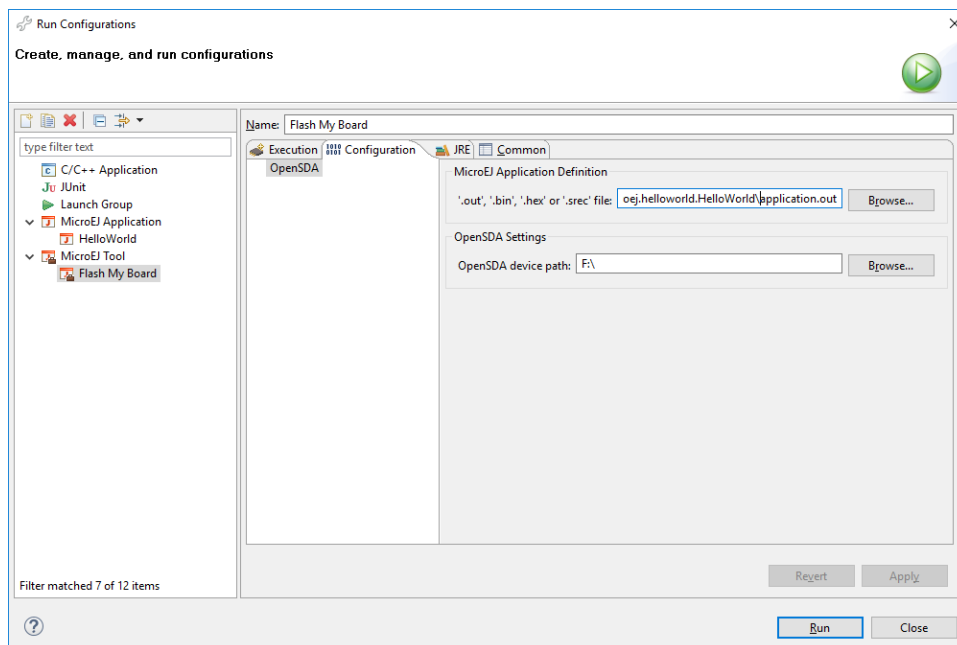 Run Configurations
Create, manage, and run configurations
type filter text
C/C++ Application
JUnit
Launch Group
MicroEJ Application
HelloWorld
MicroEJ Tool
Flash My Board
Filter matched 7 of 12 items
Name: Flash My Board
Execution Configuration JRE Common
OpenSDA
MicroEJ Application Definition
'.out', '.bin', '.hex' or '.srec' file: oej.helloworld.HelloWorld\application.out Browse...
OpenSDA Settings
OpenSDA device path: F:\ Browse...
Revert Apply
Run Close